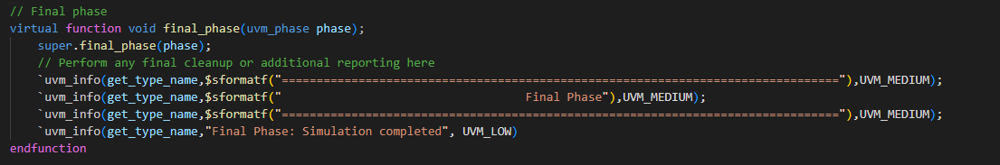 // Final phase
virtual function void final_phase(uvm_phase phase);
    super.final_phase(phase);
    // Perform any final cleanup or additional reporting here
    `uvm_info(get_type_name,$sformatf("================================================================================"),UVM_MEDIUM);
    `uvm_info(get_type_name,$sformatf("                                   Final Phase"),UVM_MEDIUM);
    `uvm_info(get_type_name,$sformatf("================================================================================"),UVM_MEDIUM);
    `uvm_info(get_type_name,"Final Phase: Simulation completed", UVM_LOW)
endfunction